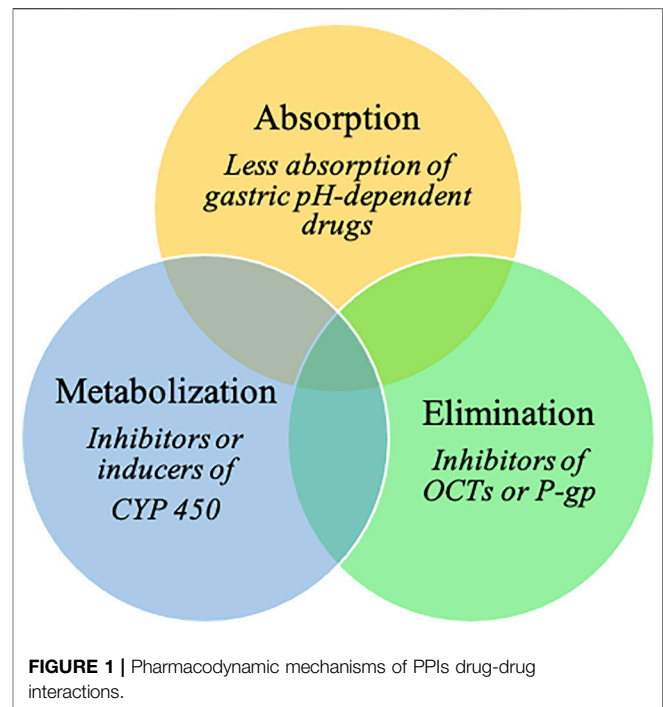 Absorption
Less absorption of
gastric pH-dependent
drugs
Metabolization
Inhibitors or
inducers of
CYP 450
Elimination
Inhibitors of
OCTs or P-gp
FIGURE 1 | Pharmacodynamic mechanisms of PPIs drug-drug
interactions.